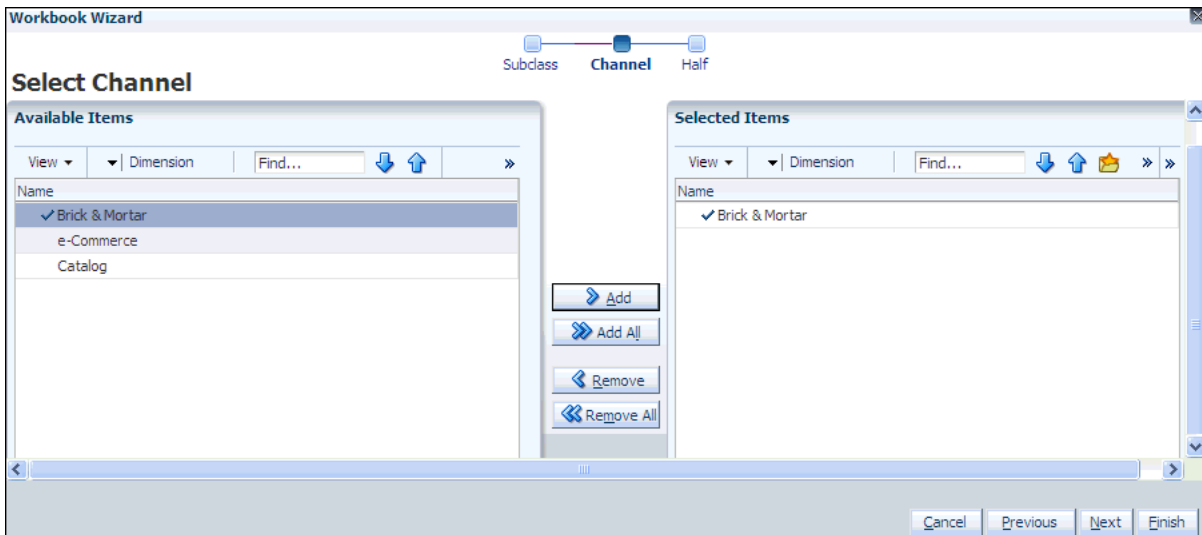 Workbook Wizard
Subclass Channel Half
Select Channel
Available Items
View Dimension Find... »
Name
Brick & Mortar
e-Commerce
Catalog
Add
Add All
Remove
Remove All
Selected Items
View Dimension Find... » »
Name
Brick & Mortar
Cancel Previous Next Finish